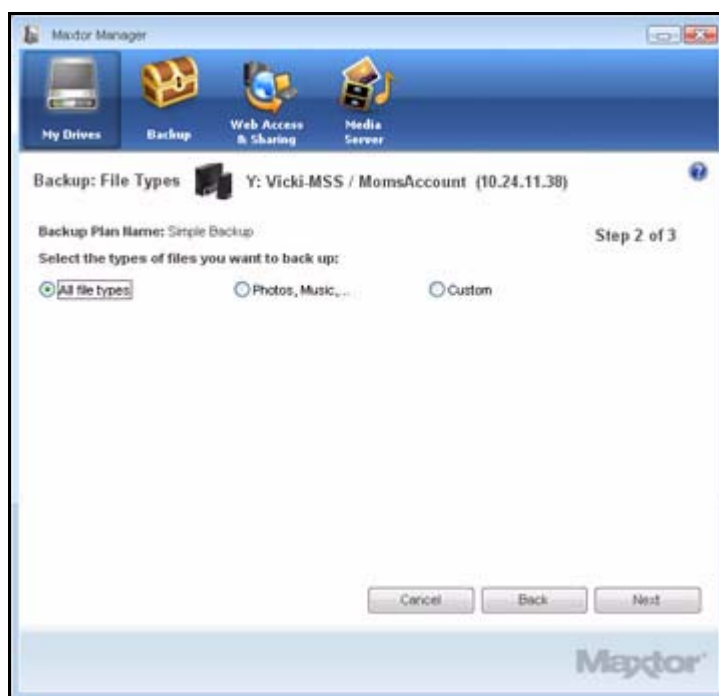 Maxtor Manager
My Drives
Backup
Web Access
& Sharing
Media
Server
Backup: File Types
Y: Vicki-MSS / MomsAccount (10.24.11.38)
?
Backup Plan Name: Simple Backup
Step 2 of 3
Select the types of files you want to back up:
All file types
Photos, Music,...
Custom
Cancel
Back
Next
Maxtor